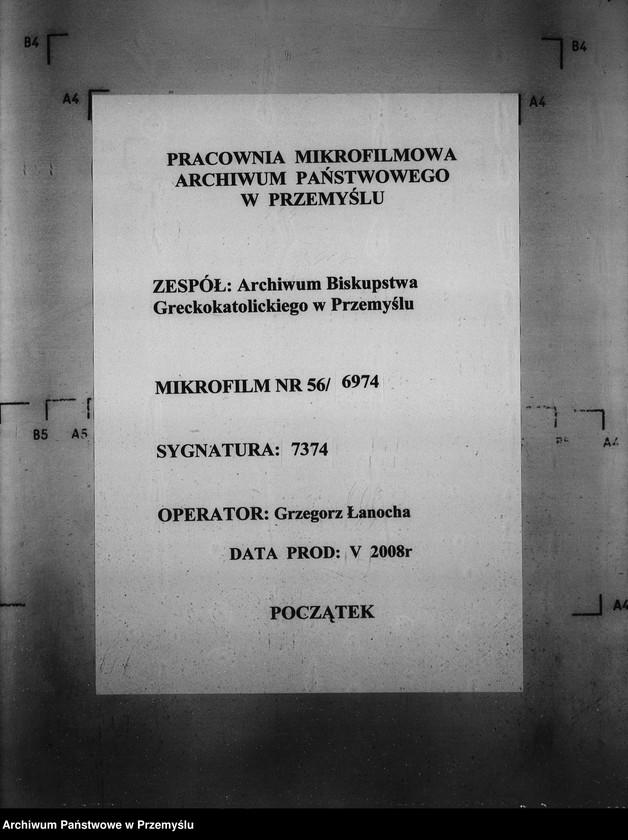 B4
B4
A4
A4
PRACOWNIA MIKROFILMOWA
ARCHIWUM PAŃSTWOWEGO
W PRZEMYŚLU
ZESPÓŁ: Archiwum Biskupstwa
Greckokatolickiego w Przemyślu
MIKROFILM NR 56/ 6974
B5 A5
A4
SYGNATURA: 7374
OPERATOR: Grzegorz Łanocha
DATA PROD: V 2008r
A4
POCZĄTEK
Archiwum Państwowe w Przemyślu